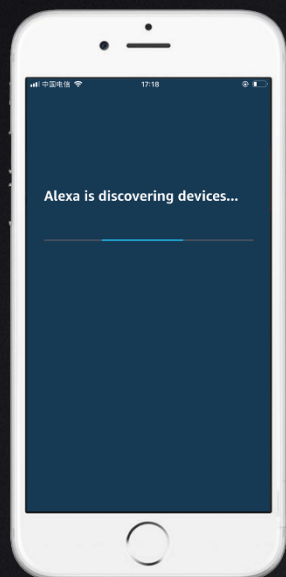 中国电信 17:18
Alexa is discovering devices...